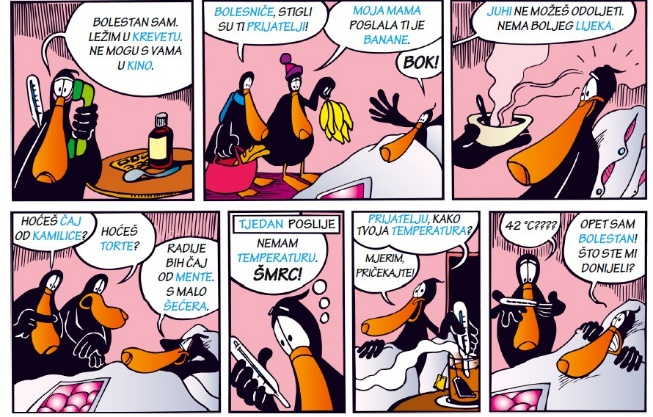 BOLESTAN SAM.
LEŽIM U KREVETU.
NE MOGU S VAMA
U KINO.
BOLESNIČE, STIGLI
SU TI PRIJATELJI!
MOJA MAMA
POSLALA TI JE
BANANE.
BOK!
JUHI NE MOŽEŠ ODOLJETI.
NEMA BOLJEG LIJEKA.
HOĆEŠ ČAJ
OD KAMILICE?
HOĆEŠ
TORTE?
RADIJE
BIH ČAJ
OD MENTE.
S MALO
ŠEĆERA.
TJEDAN POSLIJE
NEMAM
TEMPERATURU.
ŠMRC!
PRIJATELJU, KAKO
TVOJA TEMPERATURA?
MJERIM,
PRIČEKAJTE!
42 °C????
OPET SAM
BOLESTAN!
ŠTO STE MI
DONIJELI?